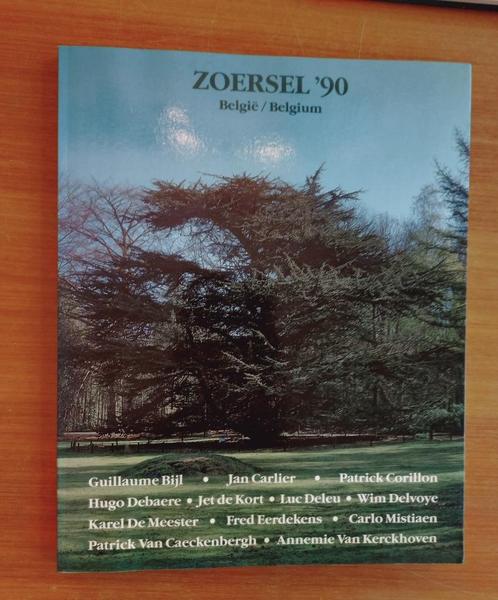 ZOERSEL '90
België / Belgium
Guillaume Bijl • Jan Carlier • Patrick Corillon
Hugo Debaere • Jet de Kort • Luc Deleu • Wim Delvoye
Karel De Meester • Fred Eerdekens • Carlo Mistiaen
Patrick Van Caeckenbergh • Annemie Van Kerckhoven